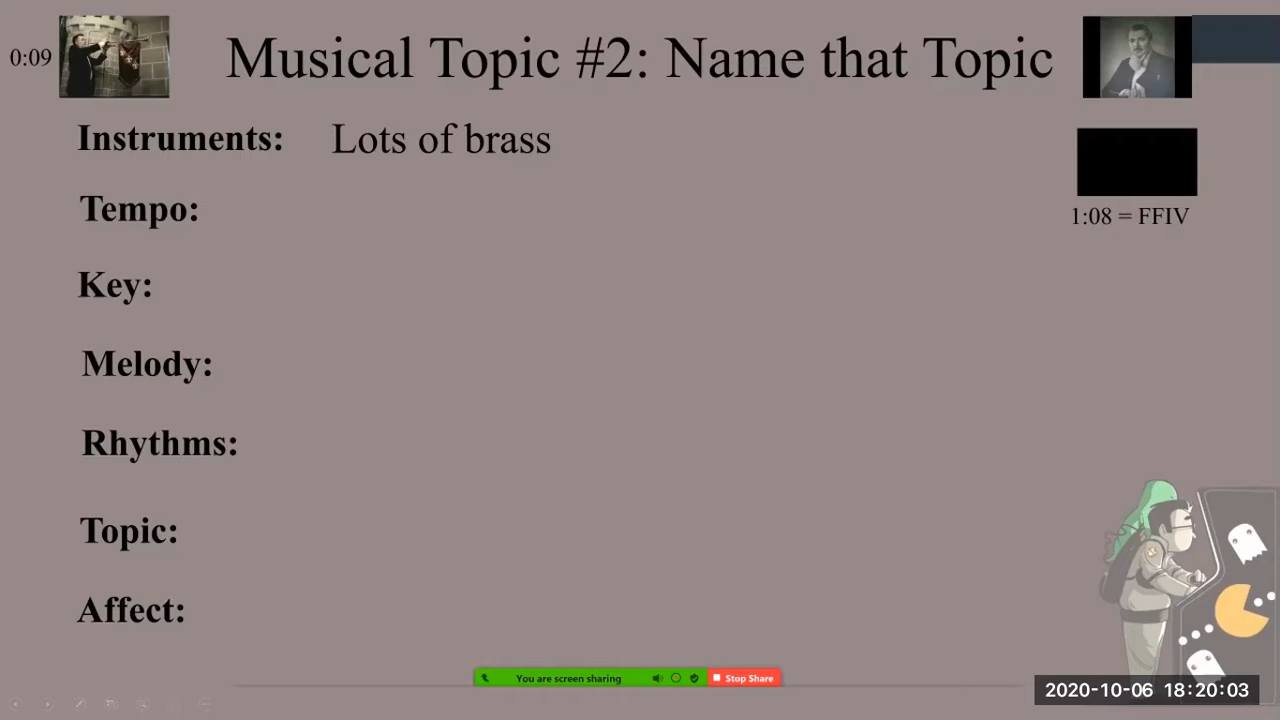 0:09
Musical Topic #2: Name that Topic
Instruments: Lots of brass
Tempo:
1:08 = FFIV
Key:
Melody:
Rhythms:
Topic:
Affect:
You are screen sharing
Stop Share
2020-10-06 18:20:03